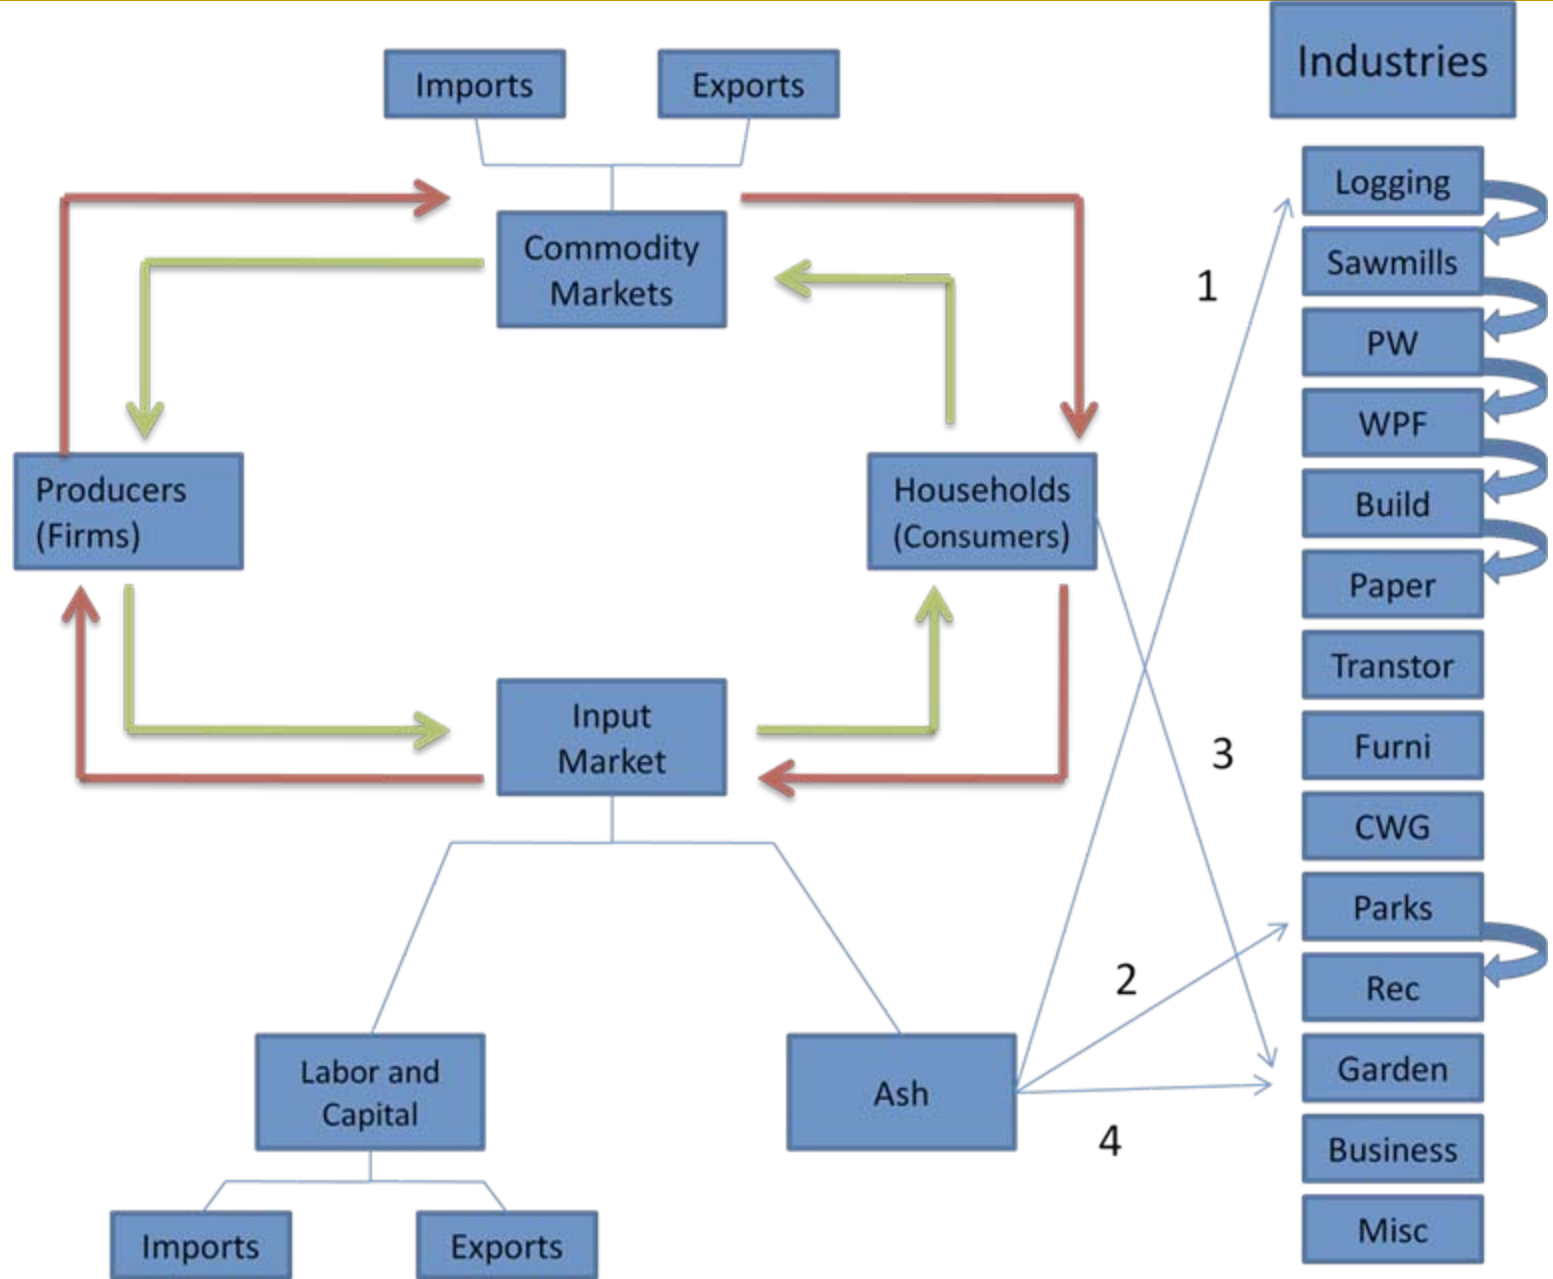 Imports
Exports
Industries
Commodity
Markets
Producers
(Firms)
Households
(Consumers)
Input
Market
Labor and
Capital
Ash
Imports
Exports
1
2
3
4
Logging
Sawmills
PW
WPF
Build
Paper
Transtor
Furni
CWG
Parks
Rec
Garden
Business
Misc